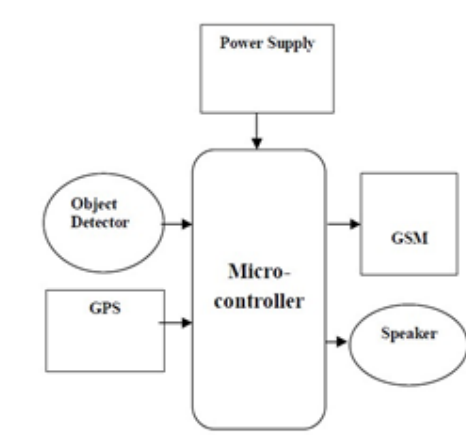 Power Supply
Object
Detector
Micro-
controller
GSM
GPS
Speaker